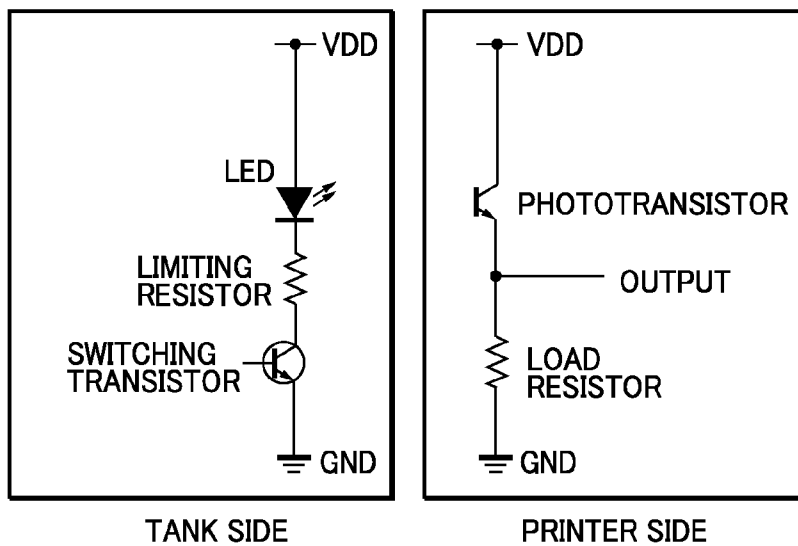 VDD
LED
LIMITING
RESISTOR
SWITCHING
TRANSISTOR
GND
TANK SIDE
VDD
PHOTOTRANSISTOR
OUTPUT
LOAD
RESISTOR
GND
PRINTER SIDE